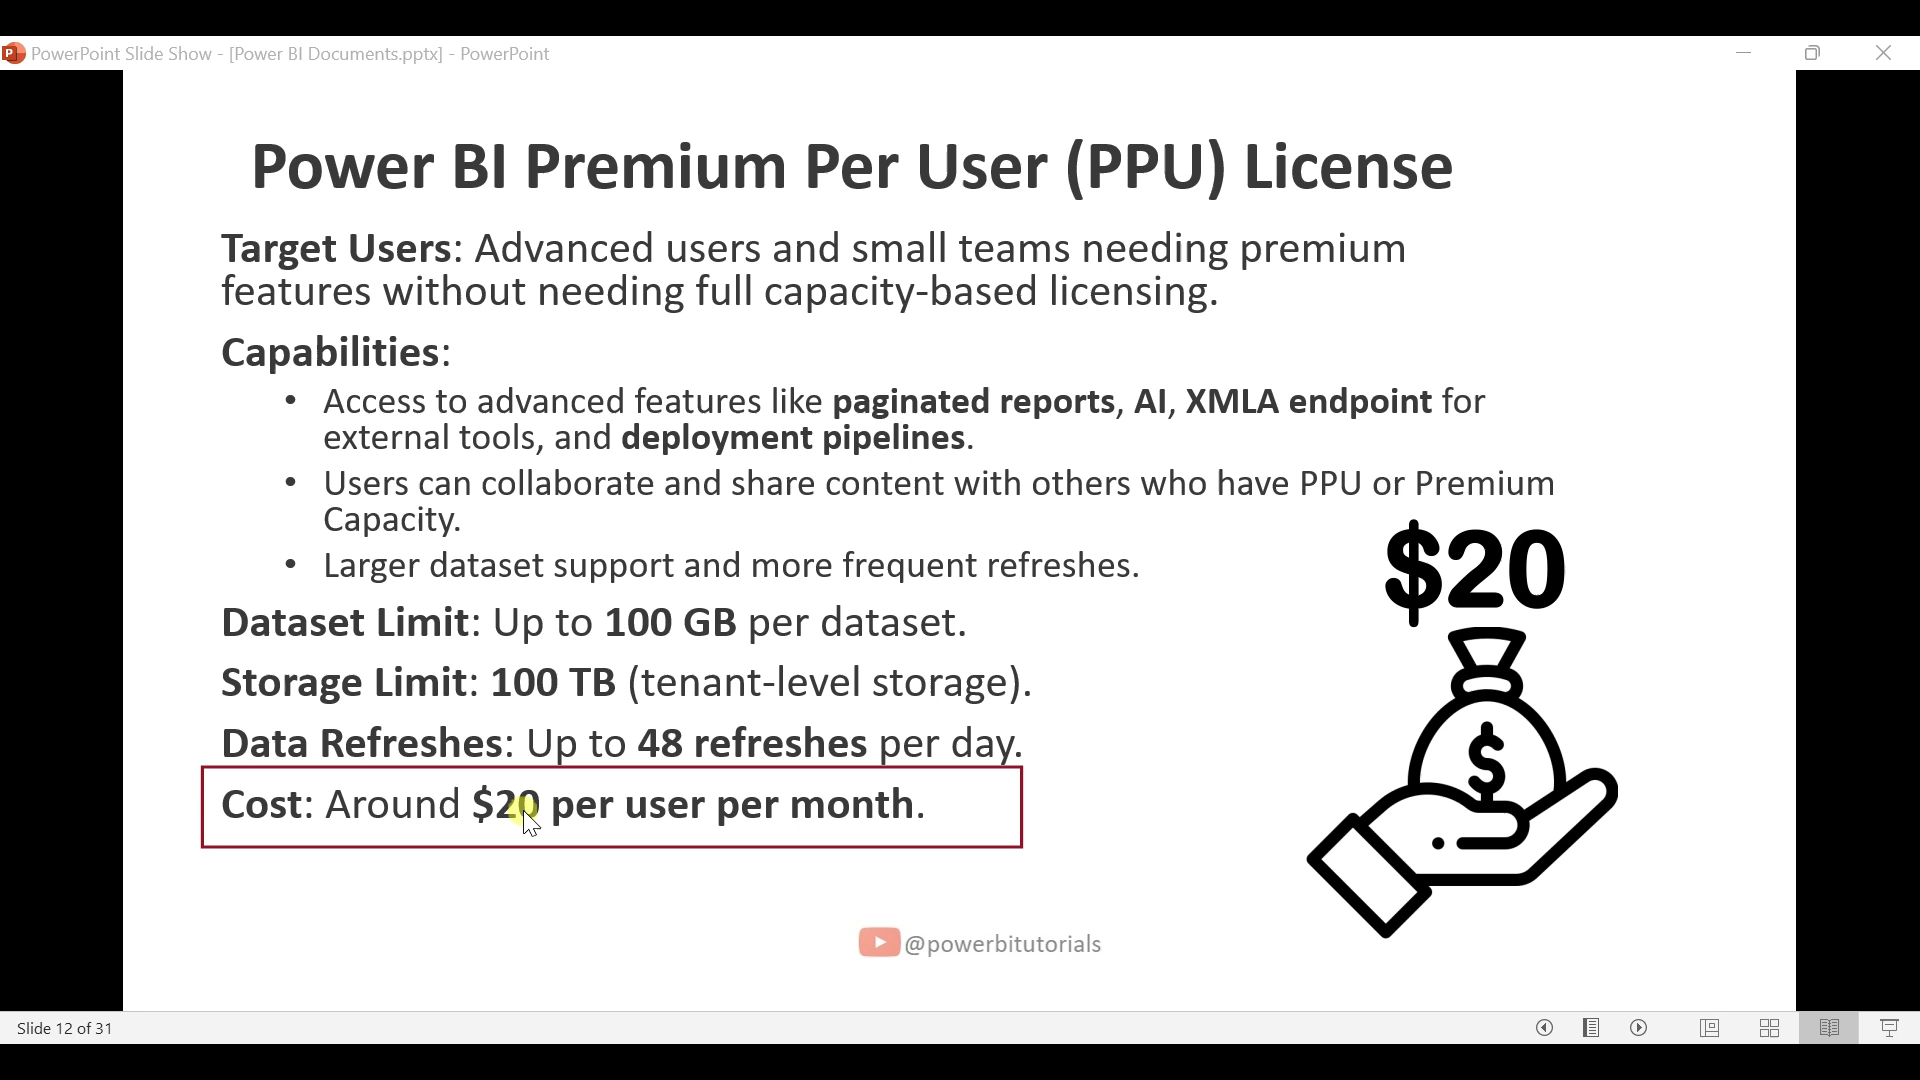 PowerPoint Slide Show - [Power BI Documents.pptx] - PowerPoint
Power BI Premium Per User (PPU) License
Target Users: Advanced users and small teams needing premium
features without needing full capacity-based licensing.
Capabilities:
• Access to advanced features like paginated reports, AI, XMLA endpoint for
external tools, and deployment pipelines.
• Users can collaborate and share content with others who have PPU or Premium
Capacity.
• Larger dataset support and more frequent refreshes.
$20
Dataset Limit: Up to 100 GB per dataset.
Storage Limit: 100 TB (tenant-level storage).
Data Refreshes: Up to 48 refreshes per day.
$
Cost: Around $20 per user per month.
@powerbitutorials
Slide 12 of 31